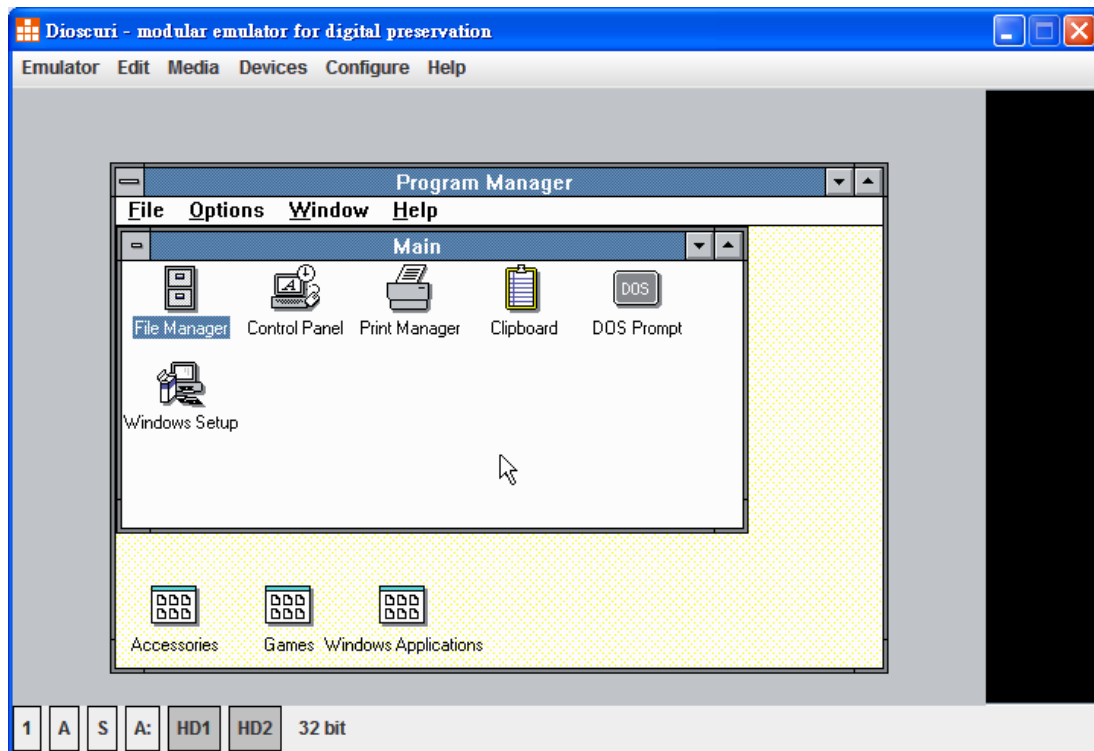 Dioscuri - modular emulator for digital preservation
Emulator Edit Media Devices Configure Help
Program Manager
File Options Window Help
Main
DOS
File Manager Control Panel Print Manager Clipboard DOS Prompt
Windows Setup
Accessories Games Windows Applications
1 A S A: HD1 HD2 32 bit